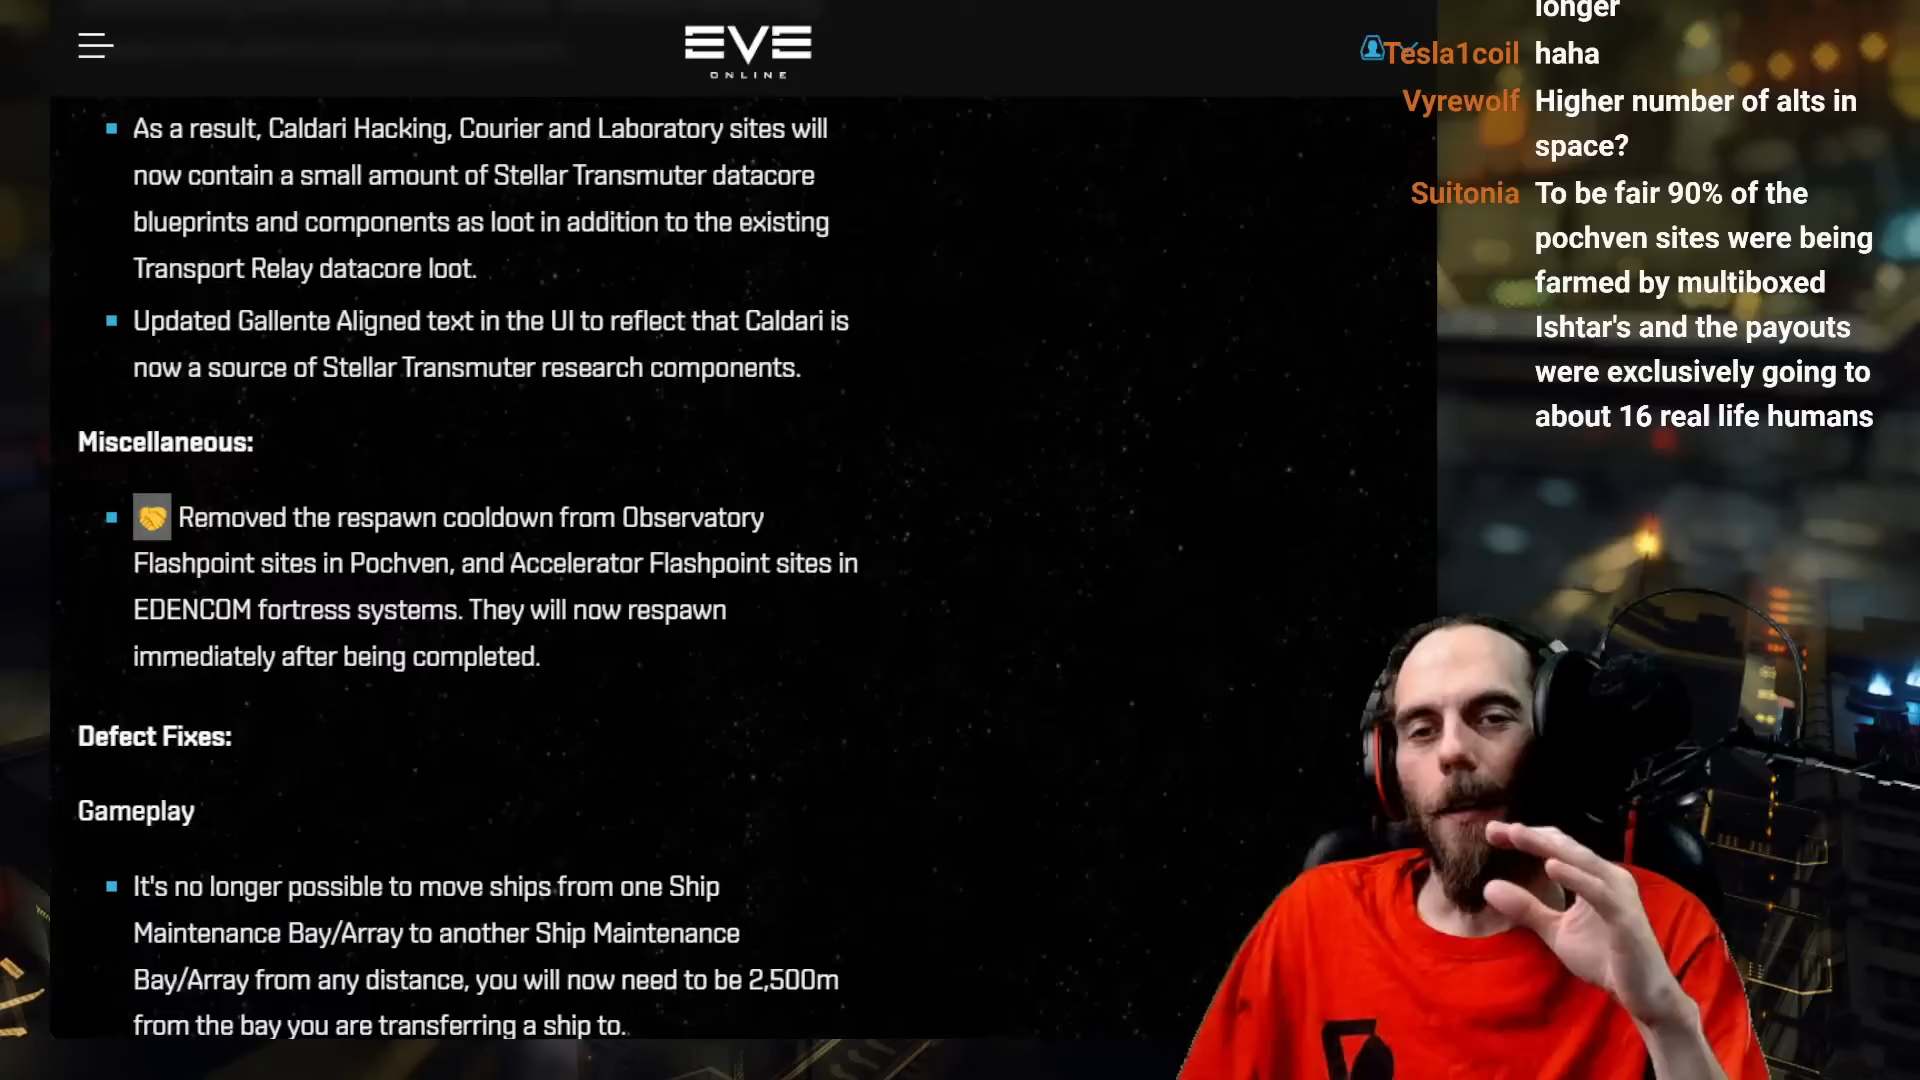 EVE
ONLINE
As a result, Caldari Hacking, Courier and Laboratory sites will
now contain a small amount of Stellar Transmuter datacore
blueprints and components as loot in addition to the existing
Transport Relay datacore loot.
Updated Gallente Aligned text in the UI to reflect that Caldari is
now a source of Stellar Transmuter research components.
Miscellaneous:
Removed the respawn cooldown from Observatory
Flashpoint sites in Pochven, and Accelerator Flashpoint sites in
EDENCOM fortress systems. They will now respawn
immediately after being completed.
Defect Fixes:
Gameplay
It's no longer possible to move ships from one Ship
Maintenance Bay/Array to another Ship Maintenance
Bay/Array from any distance, you will now need to be 2,500m
from the bay you are transferring a ship to.
longer
Tesla1coil haha
Vyrewolf Higher number of alts in
space?
Suitonia To be fair 90% of the
pochven sites were being
farmed by multiboxed
Ishtar's and the payouts
were exclusively going to
about 16 real life humans